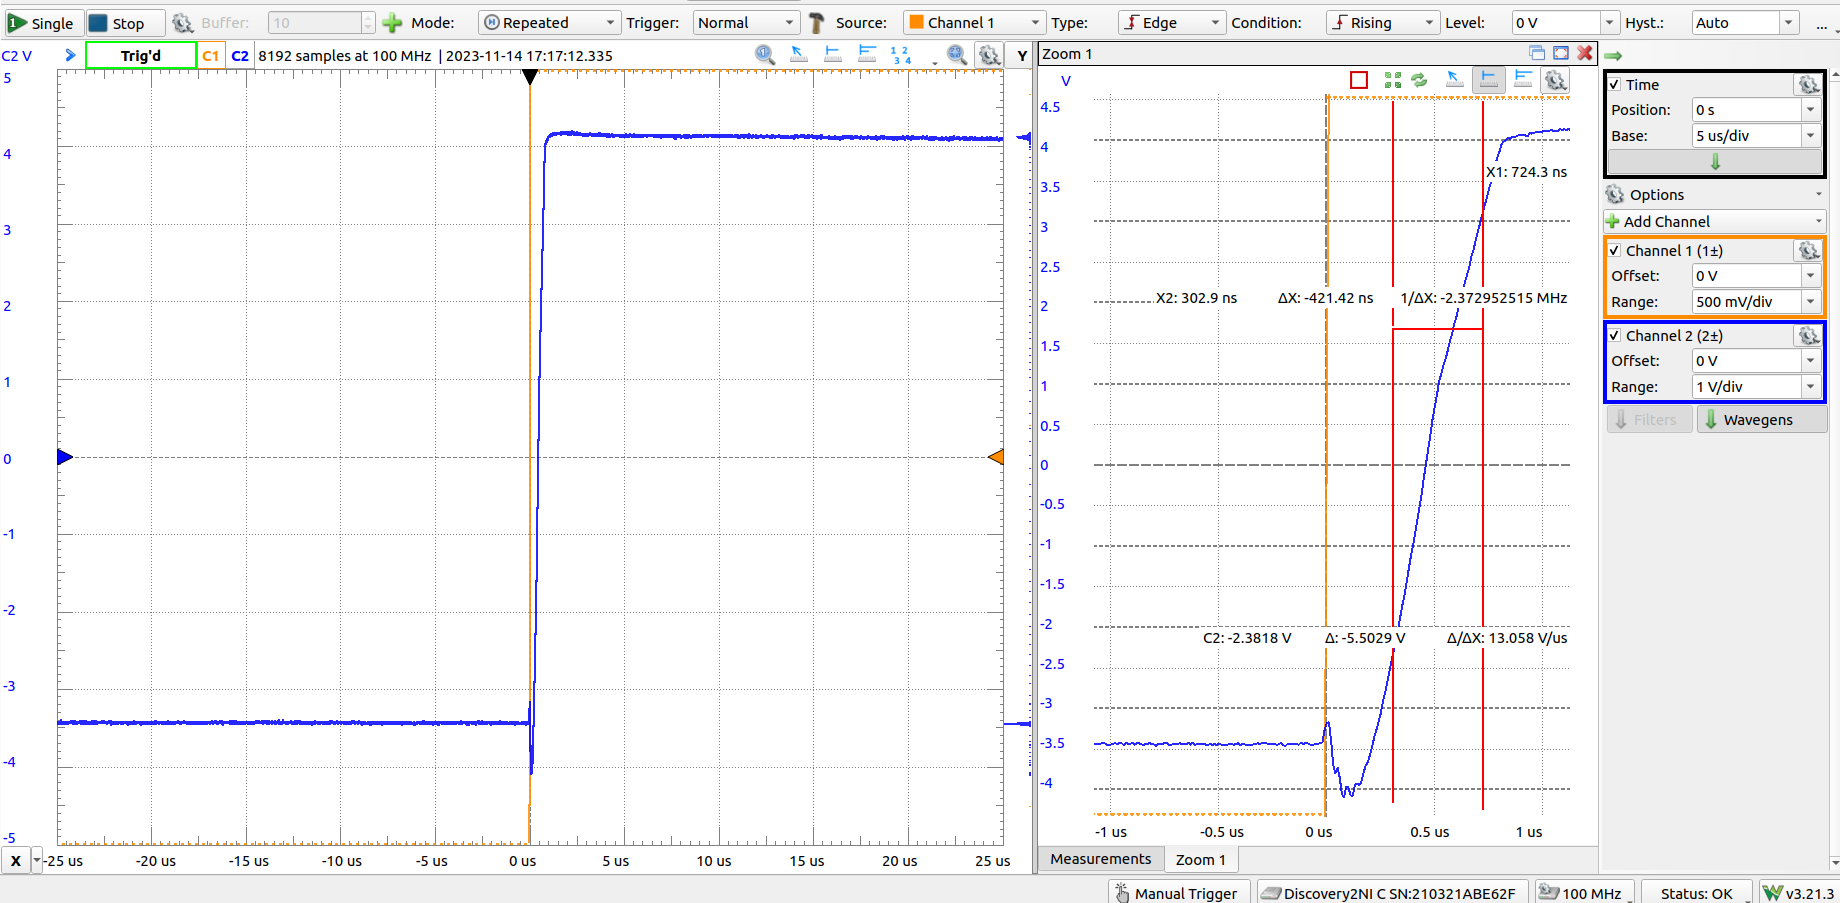 Single Stop Buffer: 10 Mode: Repeated Trigger: Normal Source: Channel 1 Type: Edge Condition: Rising Level: 0 V Hyst.: Auto ...
C2 V Trig'd C1 C2 8192 samples at 100 MHz | 2023-11-14 17:17:12.335 1 2 3 4 Y
5
4
3
2
1
0
-1
-2
-3
-4
-5
X -25 us -20 us -15 us -10 us -5 us 0 us 5 us 10 us 15 us 20 us 25 us
Zoom 1
V
4.5
4
3.5
3
2.5
2
1.5
1
0.5
0
-0.5
-1
-1.5
-2
-2.5
-3
-3.5
-4
X1: 724.3 ns
X2: 302.9 ns ΔX: -421.42 ns 1/ΔX: -2.372952515 MHz
C2: -2.3818 V Δ: -5.5029 V Δ/ΔX: 13.058 V/us
-1 us -0.5 us 0 us 0.5 us 1 us
Measurements Zoom 1
Time
Position: 0 s
Base: 5 us/div
Options
Add Channel
Channel 1 (1±)
Offset: 0 V
Range: 500 mV/div
Channel 2 (2±)
Offset: 0 V
Range: 1 V/div
Filters Wavegens
Manual Trigger Discovery2NI C SN:210321ABE62F 100 MHz Status: OK v3.21.3